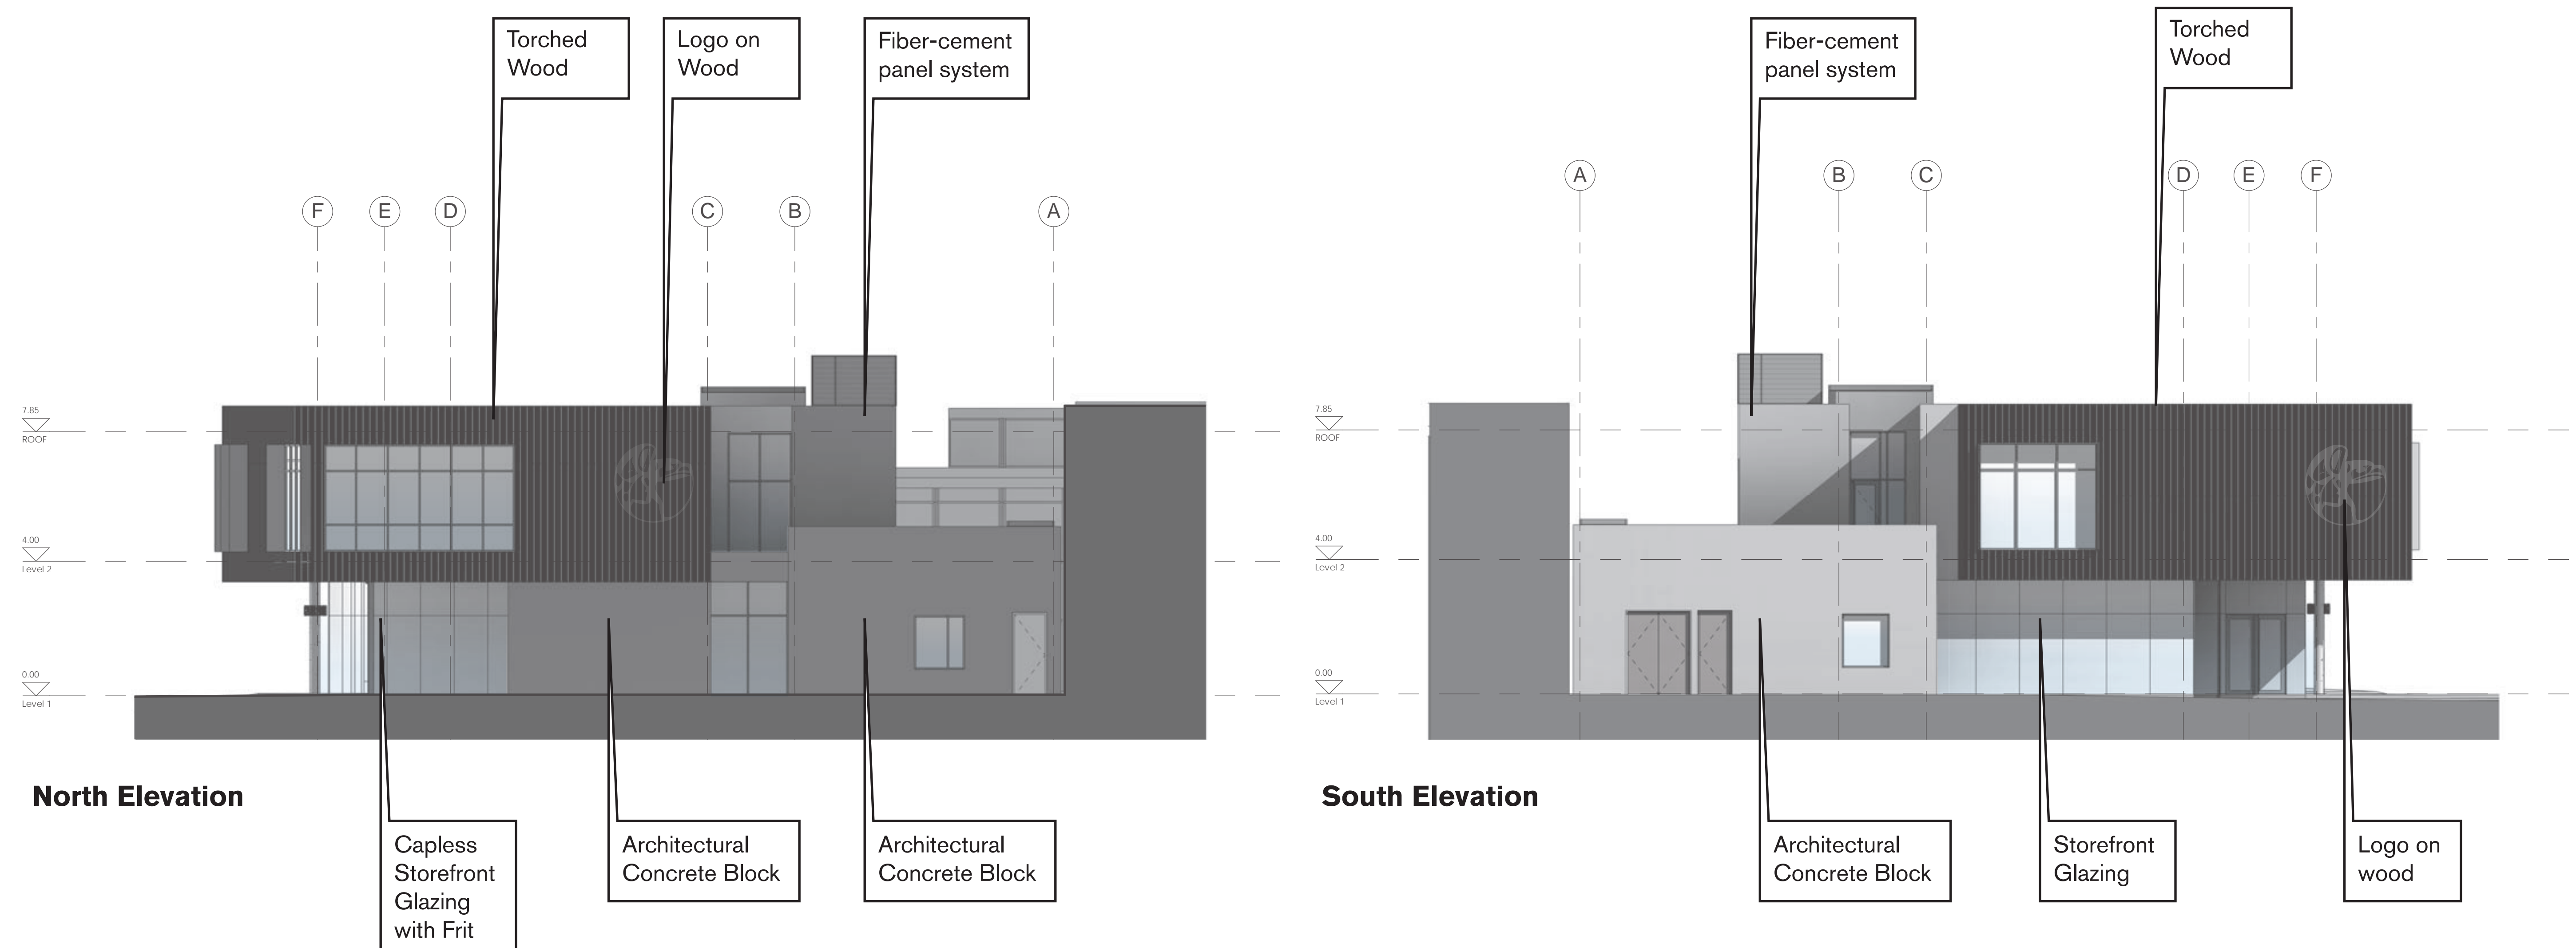 Torched
Wood
Logo on
Wood
Fiber-cement
panel system
F
E
D
C
B
A
7.85
ROOF
4.00
Level 2
0.00
Level 1
North Elevation
Capless
Storefront
Glazing
with Frit
Architectural
Concrete Block
Architectural
Concrete Block
Fiber-cement
panel system
Torched
Wood
A
B
C
D
E
F
7.85
ROOF
4.00
Level 2
0.00
Level 1
South Elevation
Architectural
Concrete Block
Storefront
Glazing
Logo on
wood